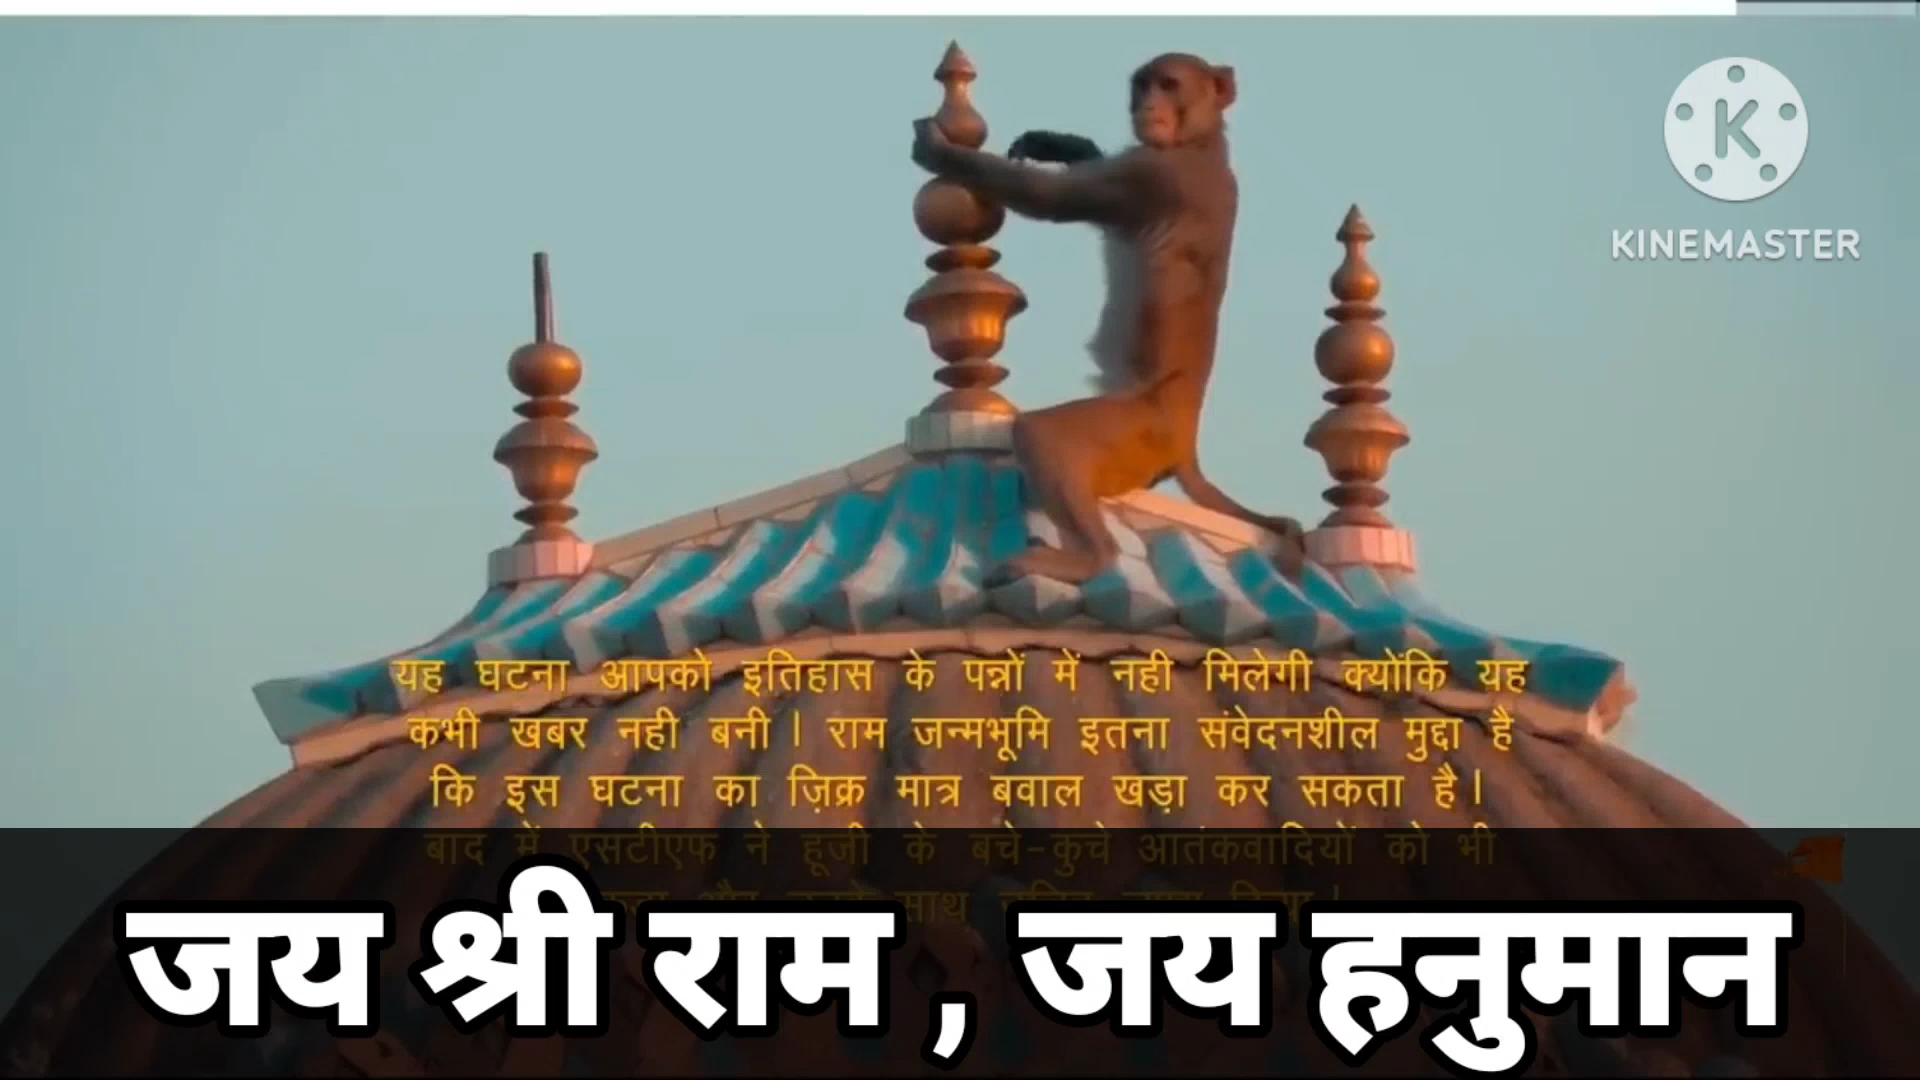 KINEMASTER
यह घटना आपको इतिहास के पन्नों में नही मिलेगी क्योंकि यह
कभी खबर नही बनी । राम जन्मभूमि इतना संवेदनशील मुद्दा है
कि इस घटना का ज़िक्र मात्र बवाल खड़ा कर सकता है ।
बाद में एसटीएफ ने हूजी के बचे-कुचे आतंकवादियों को भी
साथ
जय श्री राम , जय हनुमान